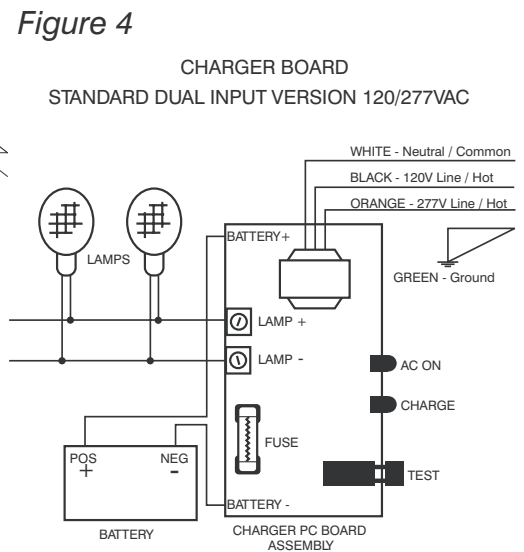 Figure 4
CHARGER BOARD
STANDARD DUAL INPUT VERSION 120/277VAC
WHITE - Neutral / Common
BLACK - 120V Line / Hot
ORANGE - 277V Line / Hot
GREEN - Ground
LAMPS
BATTERY+
LAMP +
LAMP -
AC ON
CHARGE
FUSE
TEST
POS
+
NEG
-
BATTERY -
BATTERY
CHARGER PC BOARD
ASSEMBLY